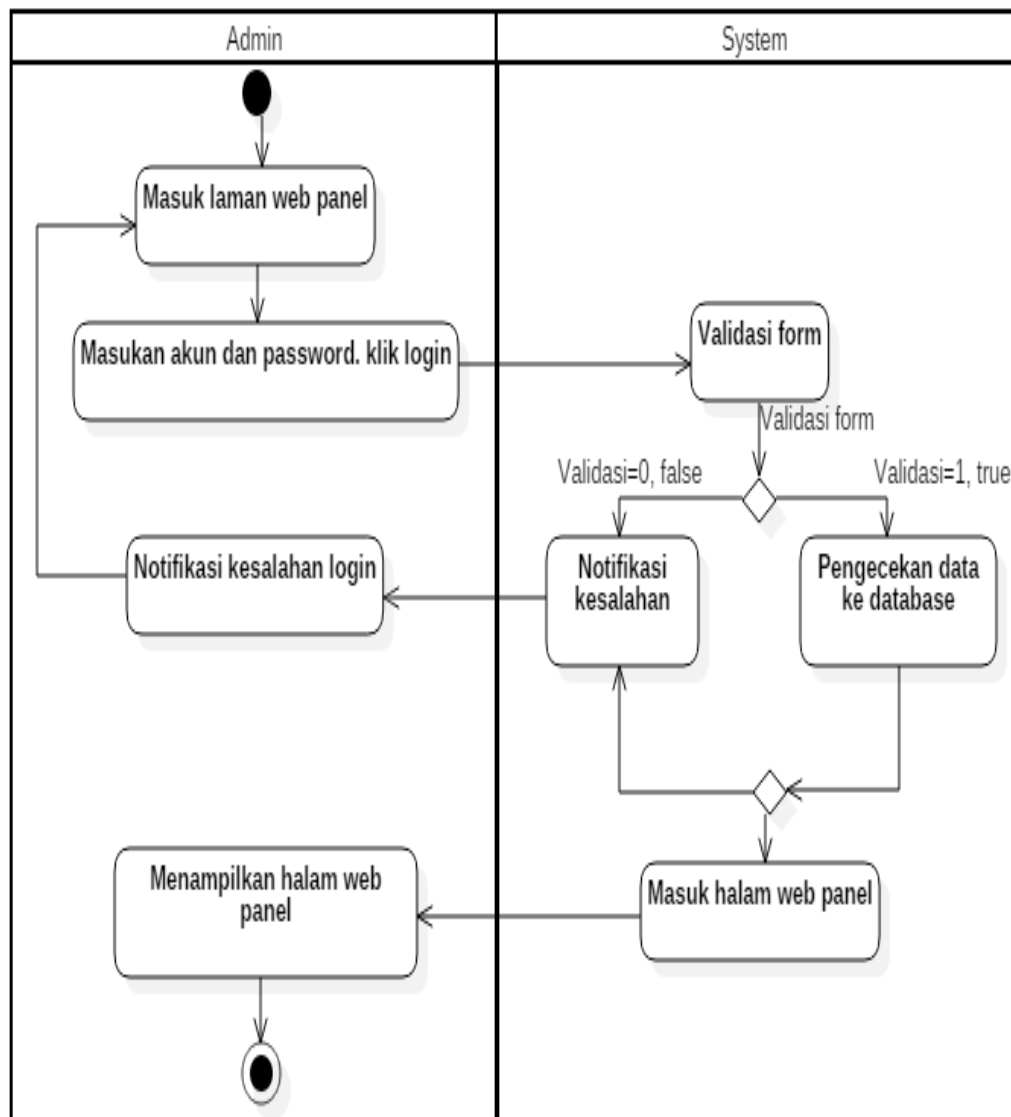 Admin
System
Masuk laman web panel
Masukan akun dan password. klik login
Validasi form
Validasi form
Validasi=0, false
Validasi=1, true
Notifikasi kesalahan login
Notifikasi
kesalahan
Pengecekan data
ke database
Menampilkan halam web
panel
Masuk halam web panel